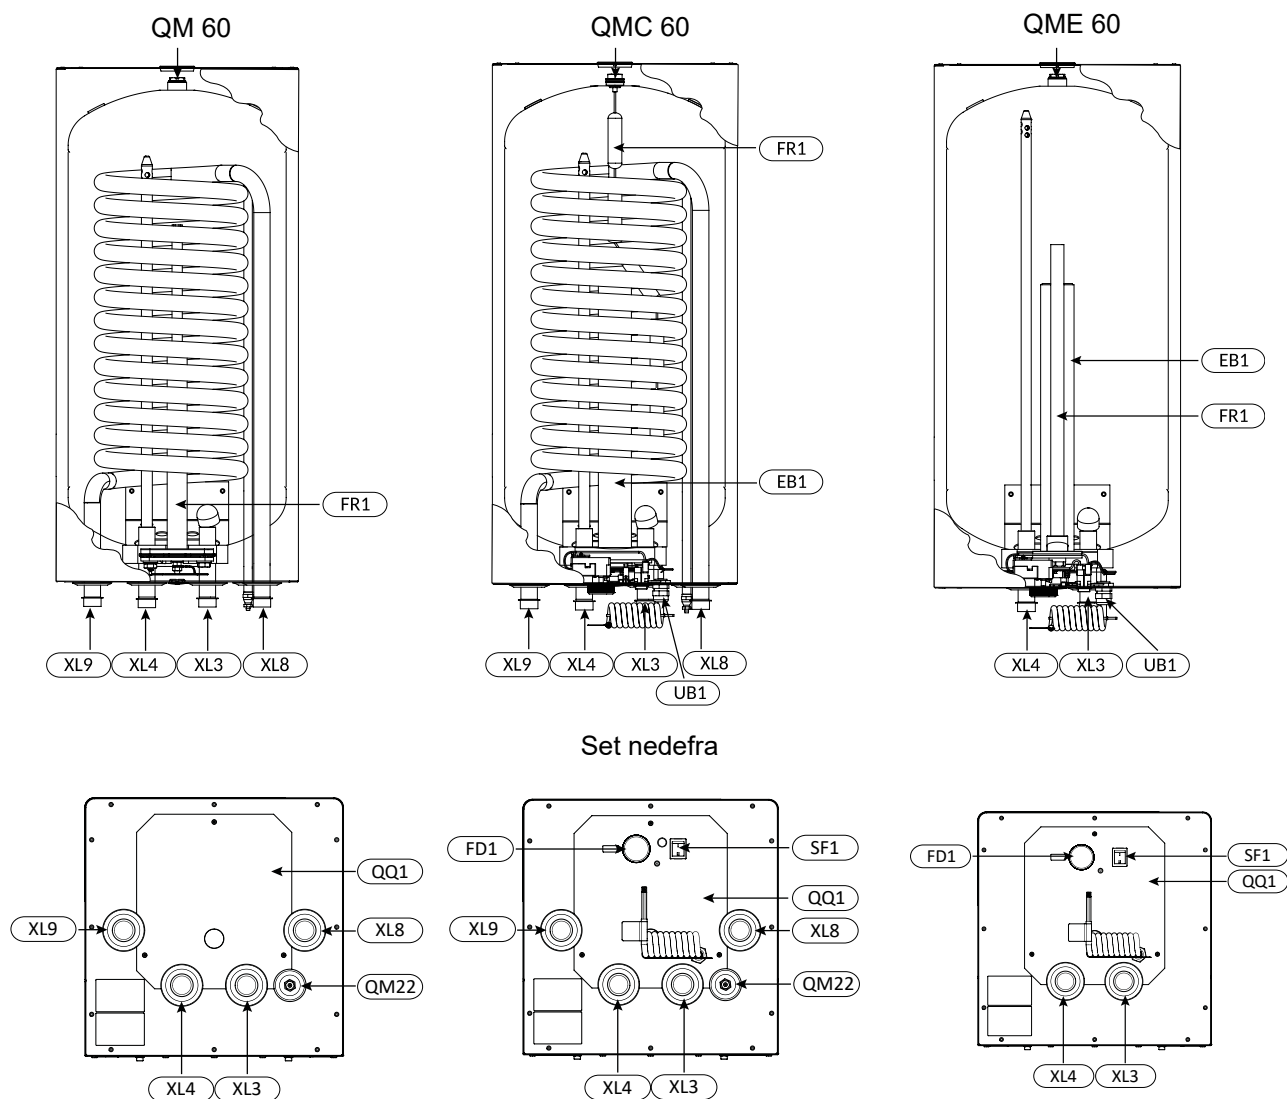 QM 60
QMC 60
QME 60
FR1
XL9
XL4
XL3
XL8
FR1
EB1
XL9
XL4
XL3
XL8
UB1
EB1
FR1
XL4
XL3
UB1
Set nedefra
QQ1
XL9
XL8
QM22
XL4
XL3
FD1
SF1
QQ1
XL9
XL8
QM22
XL4
XL3
FD1
SF1
QQ1
XL4
XL3